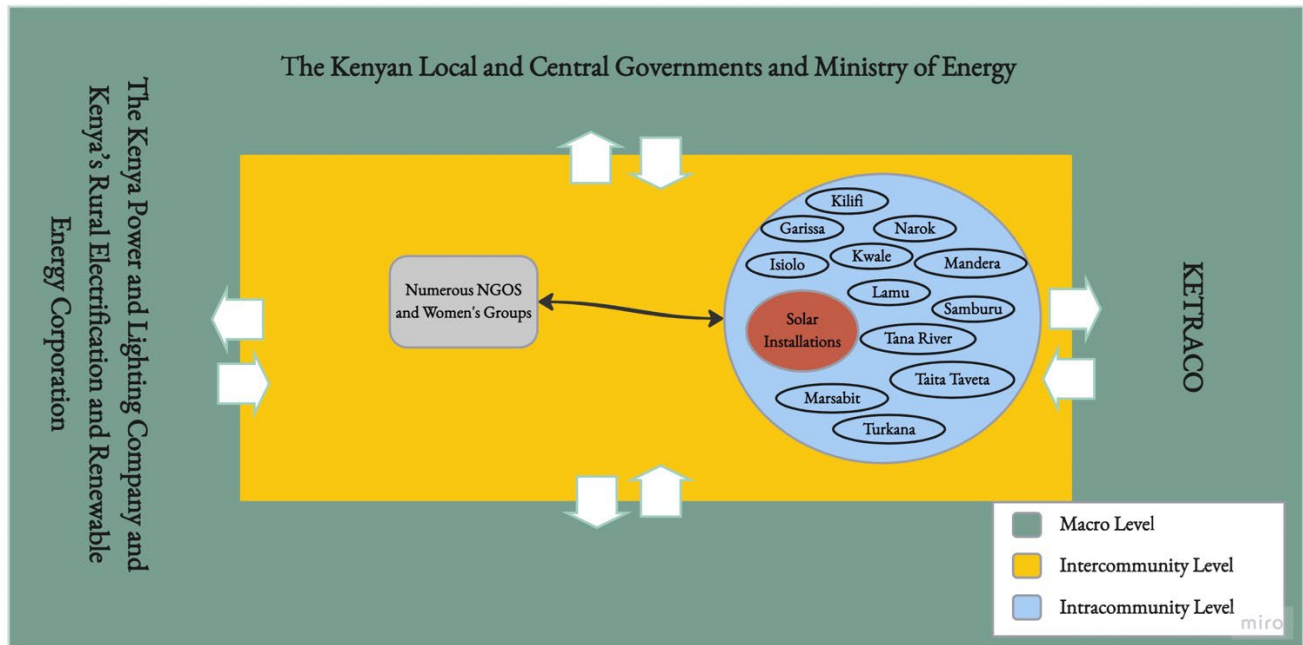 The Kenyan Local and Central Governments and Ministry of Energy
The Kenya Power and Lighting Company and
Kenya's Rural Electrification and Renewable
Energy Corporation
Numerous NGOS
and Women's Groups
Kilifi
Garissa
Narok
Isiolo
Kwale
Mandera
Lamu
Samburu
Solar
Installations
Tana River
Taita Taveta
Marsabit
Turkana
KETRACO
Macro Level
Intercommunity Level
Intracommunity Level
miro